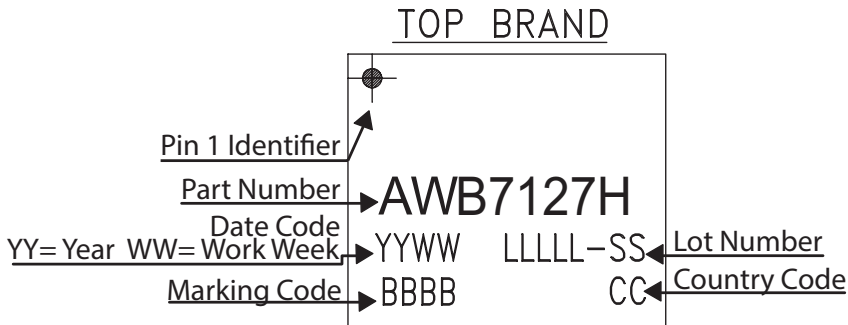 TOP BRAND
Pin 1 Identifier
Part Number AWB7127H
Date Code
YY= Year WW= Work Week YYWW LLLLL-SS Lot Number
Marking Code BBBB CC Country Code